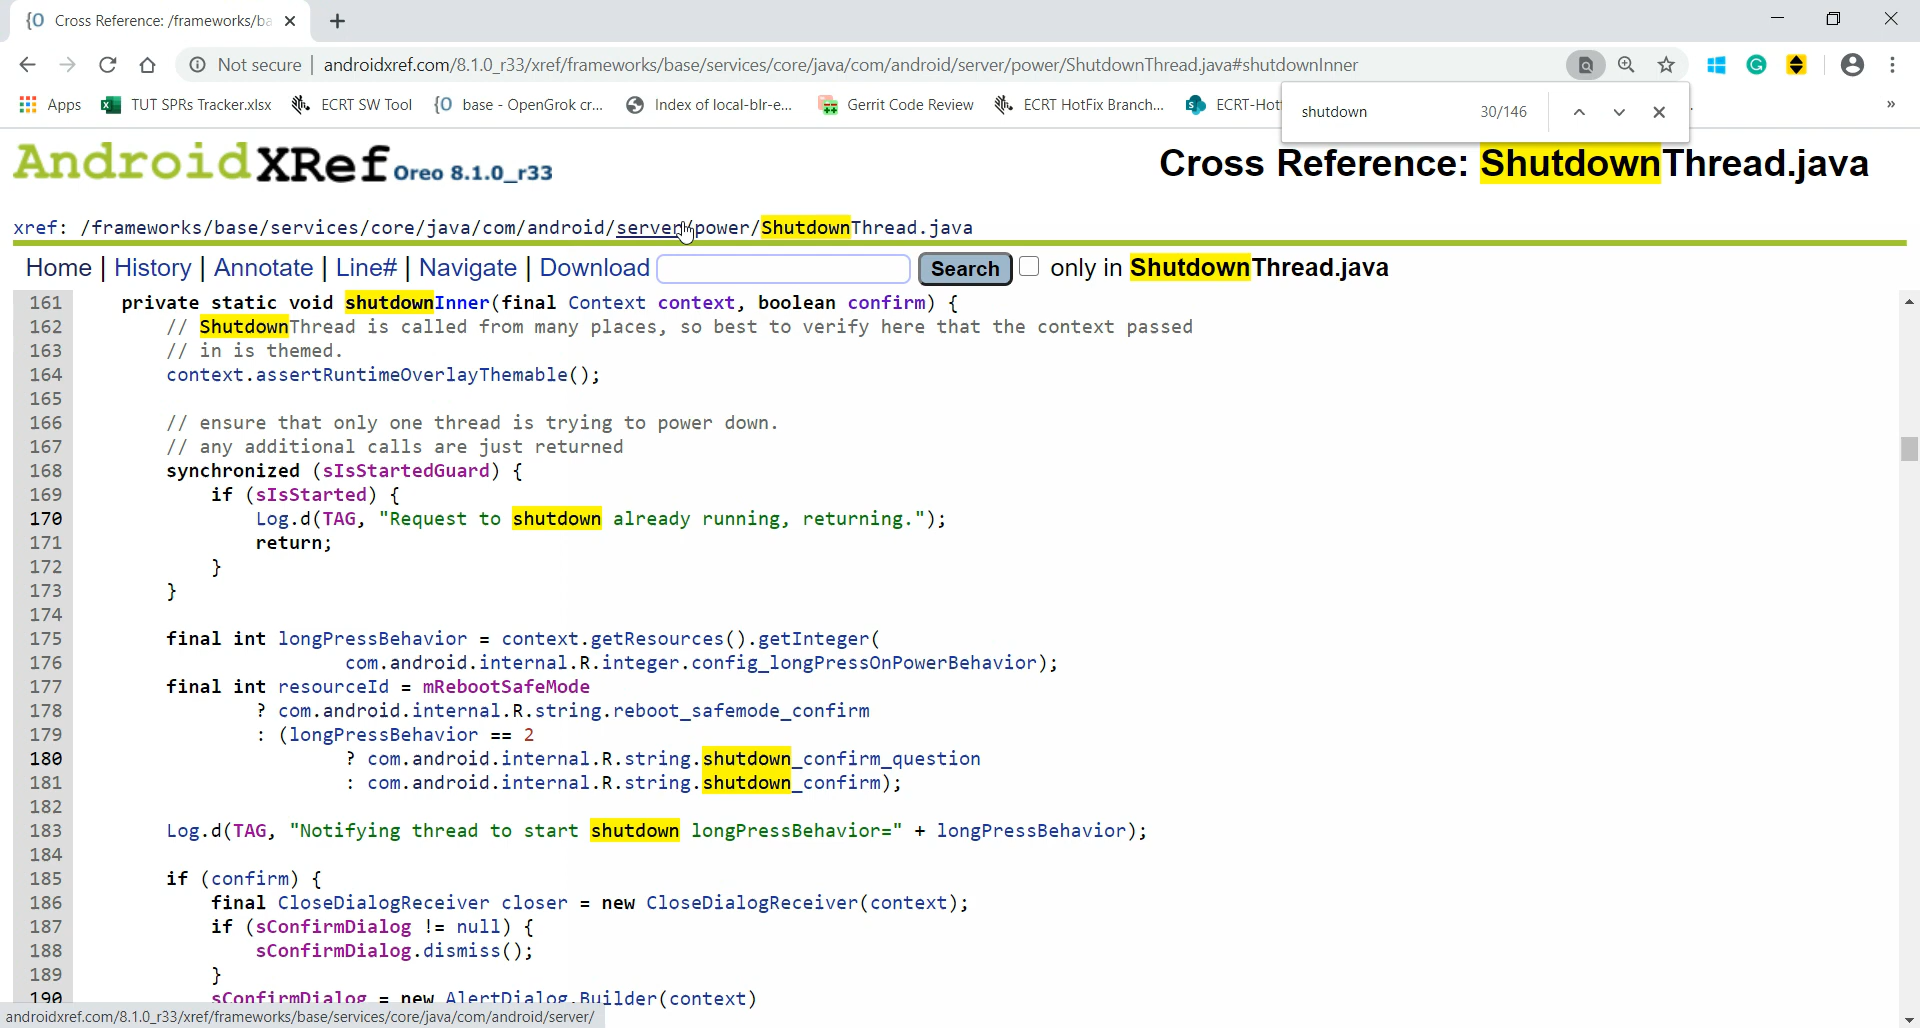 Cross Reference: /frameworks/ba
Not secure | androidxref.com/8.1.0_r33/xref/frameworks/base/services/core/java/com/android/server/power/ShutdownThread.java#shutdownInner
Apps TUT SPRs Tracker.xlsx ECRT SW Tool {O base - OpenGrok cr... Index of local-blr-e... Gerrit Code Review ECRT HotFix Branch... ECRT-Hot »
shutdown 30/146
AndroidXRef Oreo 8.1.0_r33
Cross Reference: ShutdownThread.java
xref: /frameworks/base/services/core/java/com/android/server/power/ShutdownThread.java
Home | History | Annotate | Line# | Navigate | Download Search only in ShutdownThread.java
161 private static void shutdownInner(final Context context, boolean confirm) {
162 // ShutdownThread is called from many places, so best to verify here that the context passed
163 // in is themed.
164 context.assertRuntimeOverlayThemable();
165
166 // ensure that only one thread is trying to power down.
167 // any additional calls are just returned
168 synchronized (sIsStartedGuard) {
169 if (sIsStarted) {
170 Log.d(TAG, "Request to shutdown already running, returning.");
171 return;
172 }
173 }
174
175 final int longPressBehavior = context.getResources().getInteger(
176 com.android.internal.R.integer.config_longPressOnPowerBehavior);
177 final int resourceId = mRebootSafeMode
178 ? com.android.internal.R.string.reboot_safemode_confirm
179 : (longPressBehavior == 2
180 ? com.android.internal.R.string.shutdown_confirm_question
181 : com.android.internal.R.string.shutdown_confirm);
182
183 Log.d(TAG, "Notifying thread to start shutdown longPressBehavior=" + longPressBehavior);
184
185 if (confirm) {
186 final CloseDialogReceiver closer = new CloseDialogReceiver(context);
187 if (sConfirmDialog != null) {
188 sConfirmDialog.dismiss();
189 }
190 sConfirmDialog = new AlertDialog.Builder(context)
androidxref.com/8.1.0_r33/xref/frameworks/base/services/core/java/com/android/server/